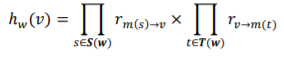 h_w(v) = ∏_{s∈S(w)} r_{m(s)→v} × ∏_{t∈T(w)} r_{v→m(t)}